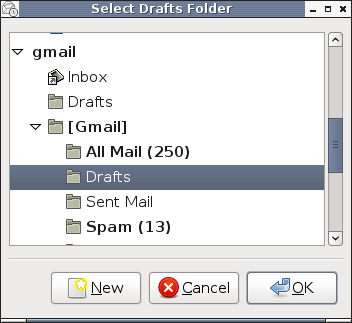 Select Drafts Folder
gmail
Inbox
Drafts
[Gmail]
All Mail (250)
Drafts
Sent Mail
Spam (13)
New
Cancel
OK